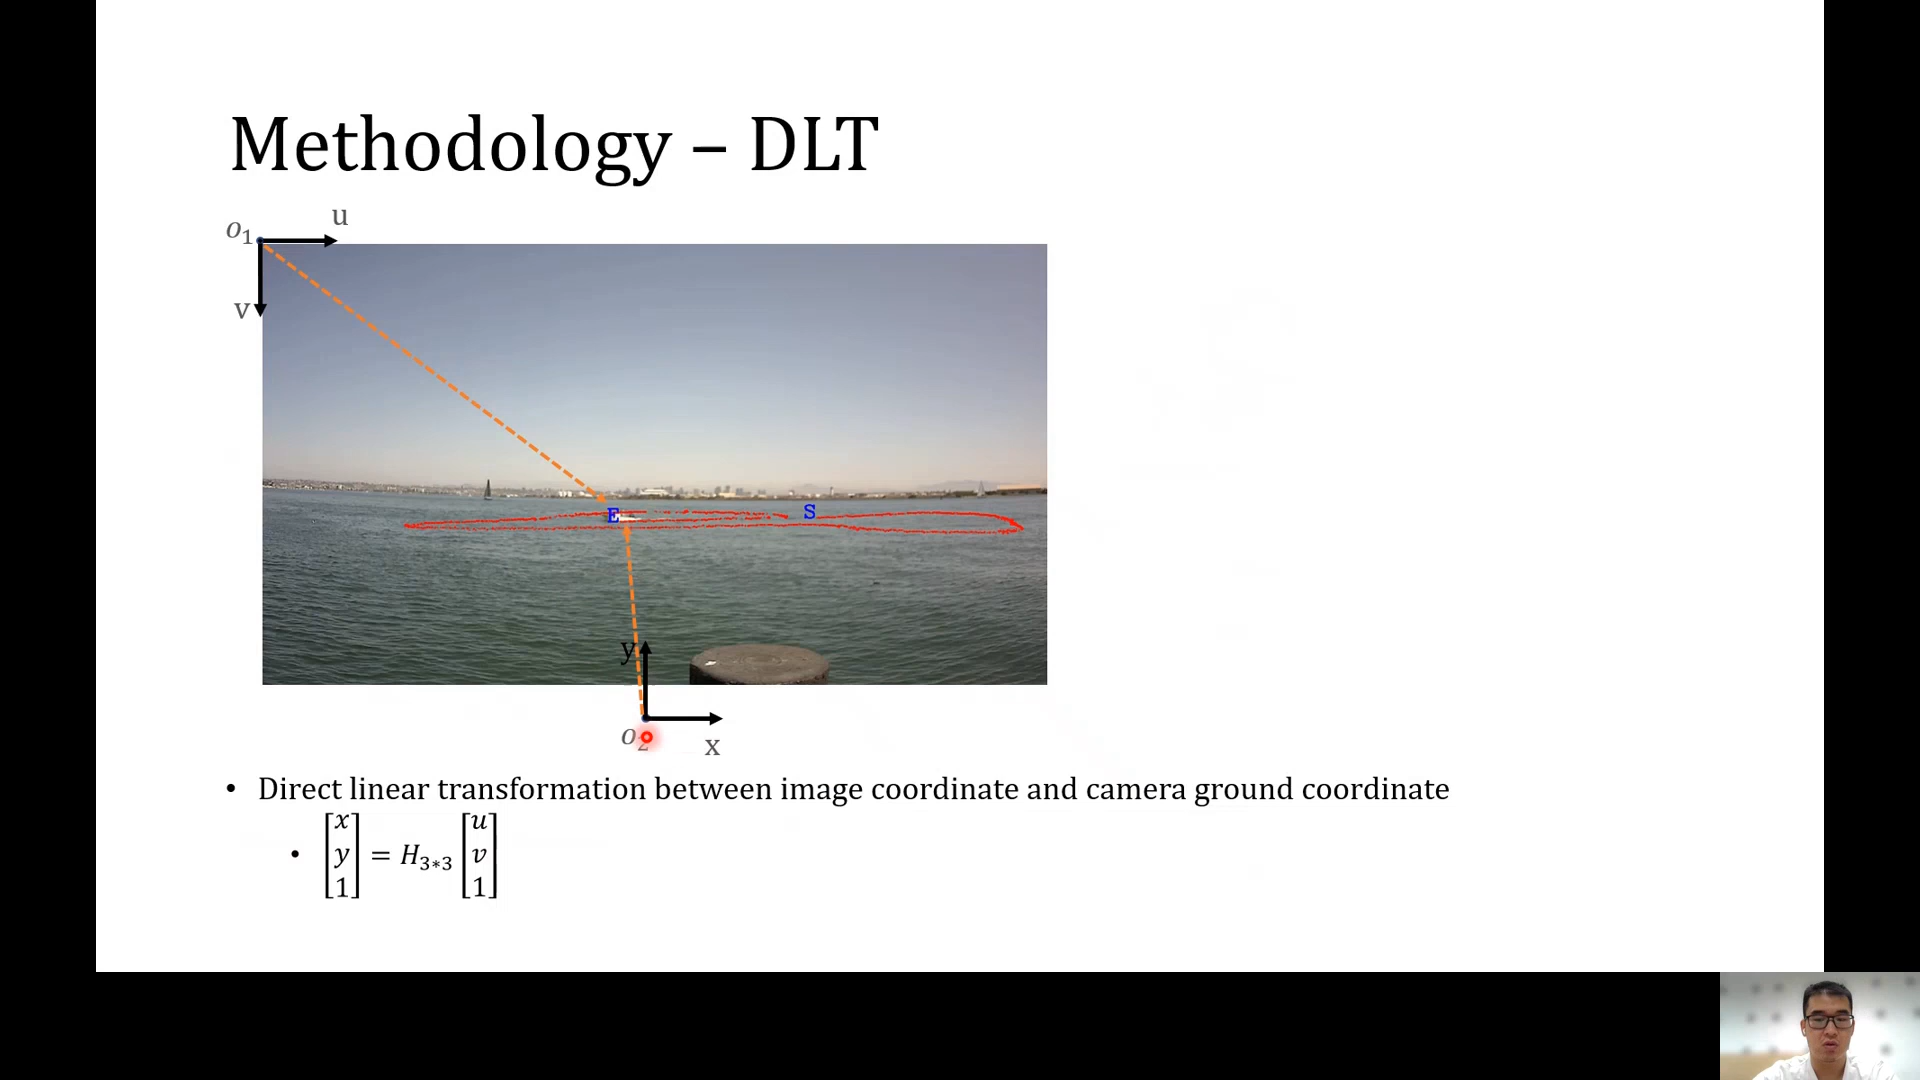 Methodology – DLT
u
o₁
v
E
S
y
o₂
x
• Direct linear transformation between image coordinate and camera ground coordinate
• [x y 1] = H₃*₃ [u v 1]